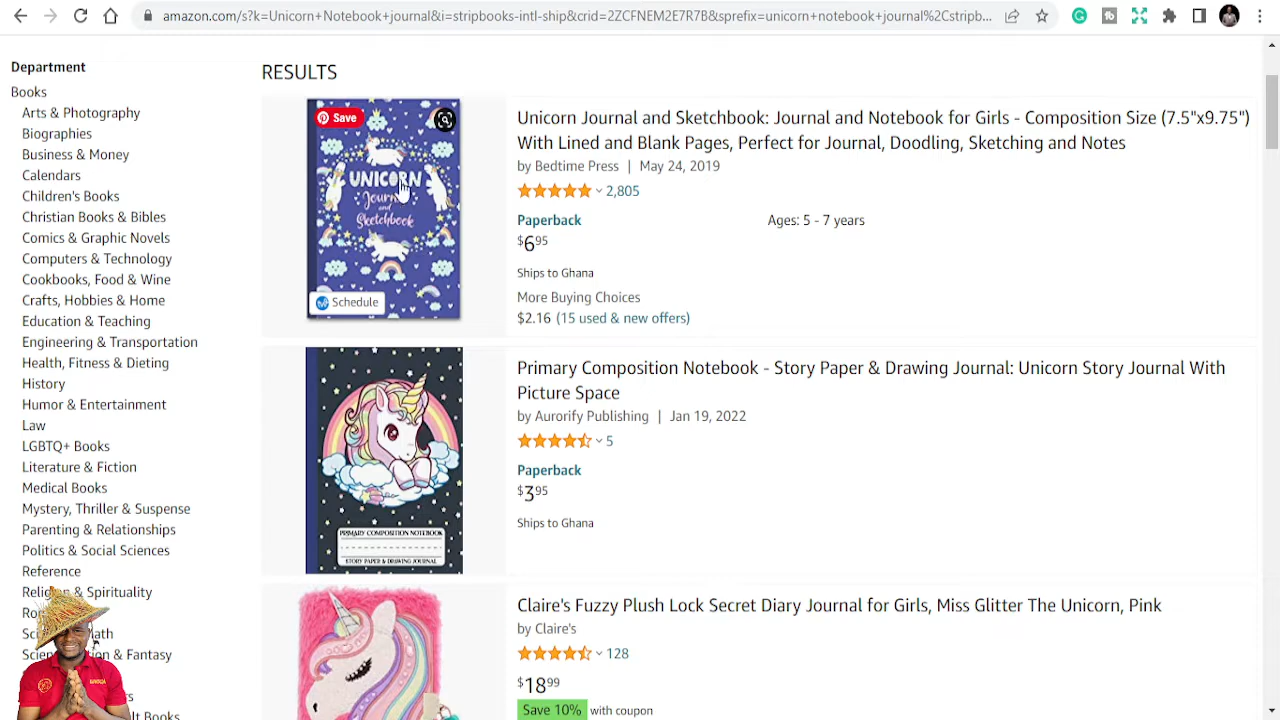 amazon.com/s?k=Unicorn+Notebook+journal&i=stripbooks-intl-ship&crid=2ZCFNEM2E7R7B&sprefix=unicorn+notebook+journal%2Cstripb...
Department
Books
Arts & Photography
Biographies
Business & Money
Calendars
Children's Books
Christian Books & Bibles
Comics & Graphic Novels
Computers & Technology
Cookbooks, Food & Wine
Crafts, Hobbies & Home
Education & Teaching
Engineering & Transportation
Health, Fitness & Dieting
History
Humor & Entertainment
Law
LGBTQ+ Books
Literature & Fiction
Medical Books
Mystery, Thriller & Suspense
Parenting & Relationships
Politics & Social Sciences
Reference
& Spirituality
& Fantasy
Books
RESULTS
Save
UNICORN
Journal
and
Sketchbook
Schedule
Unicorn Journal and Sketchbook: Journal and Notebook for Girls - Composition Size (7.5"x9.75")
With Lined and Blank Pages, Perfect for Journal, Doodling, Sketching and Notes
by Bedtime Press | May 24, 2019
2,805
Paperback Ages: 5 - 7 years
$695
Ships to Ghana
More Buying Choices
$2.16 (15 used & new offers)
PRIMARY COMPOSITION NOTEBOOK
STORY PAPER & DRAWING JOURNAL
Primary Composition Notebook - Story Paper & Drawing Journal: Unicorn Story Journal With
Picture Space
by Aurorify Publishing | Jan 19, 2022
5
Paperback
$395
Ships to Ghana
Claire's Fuzzy Plush Lock Secret Diary Journal for Girls, Miss Glitter The Unicorn, Pink
by Claire's
128
$1899
Save 10% with coupon